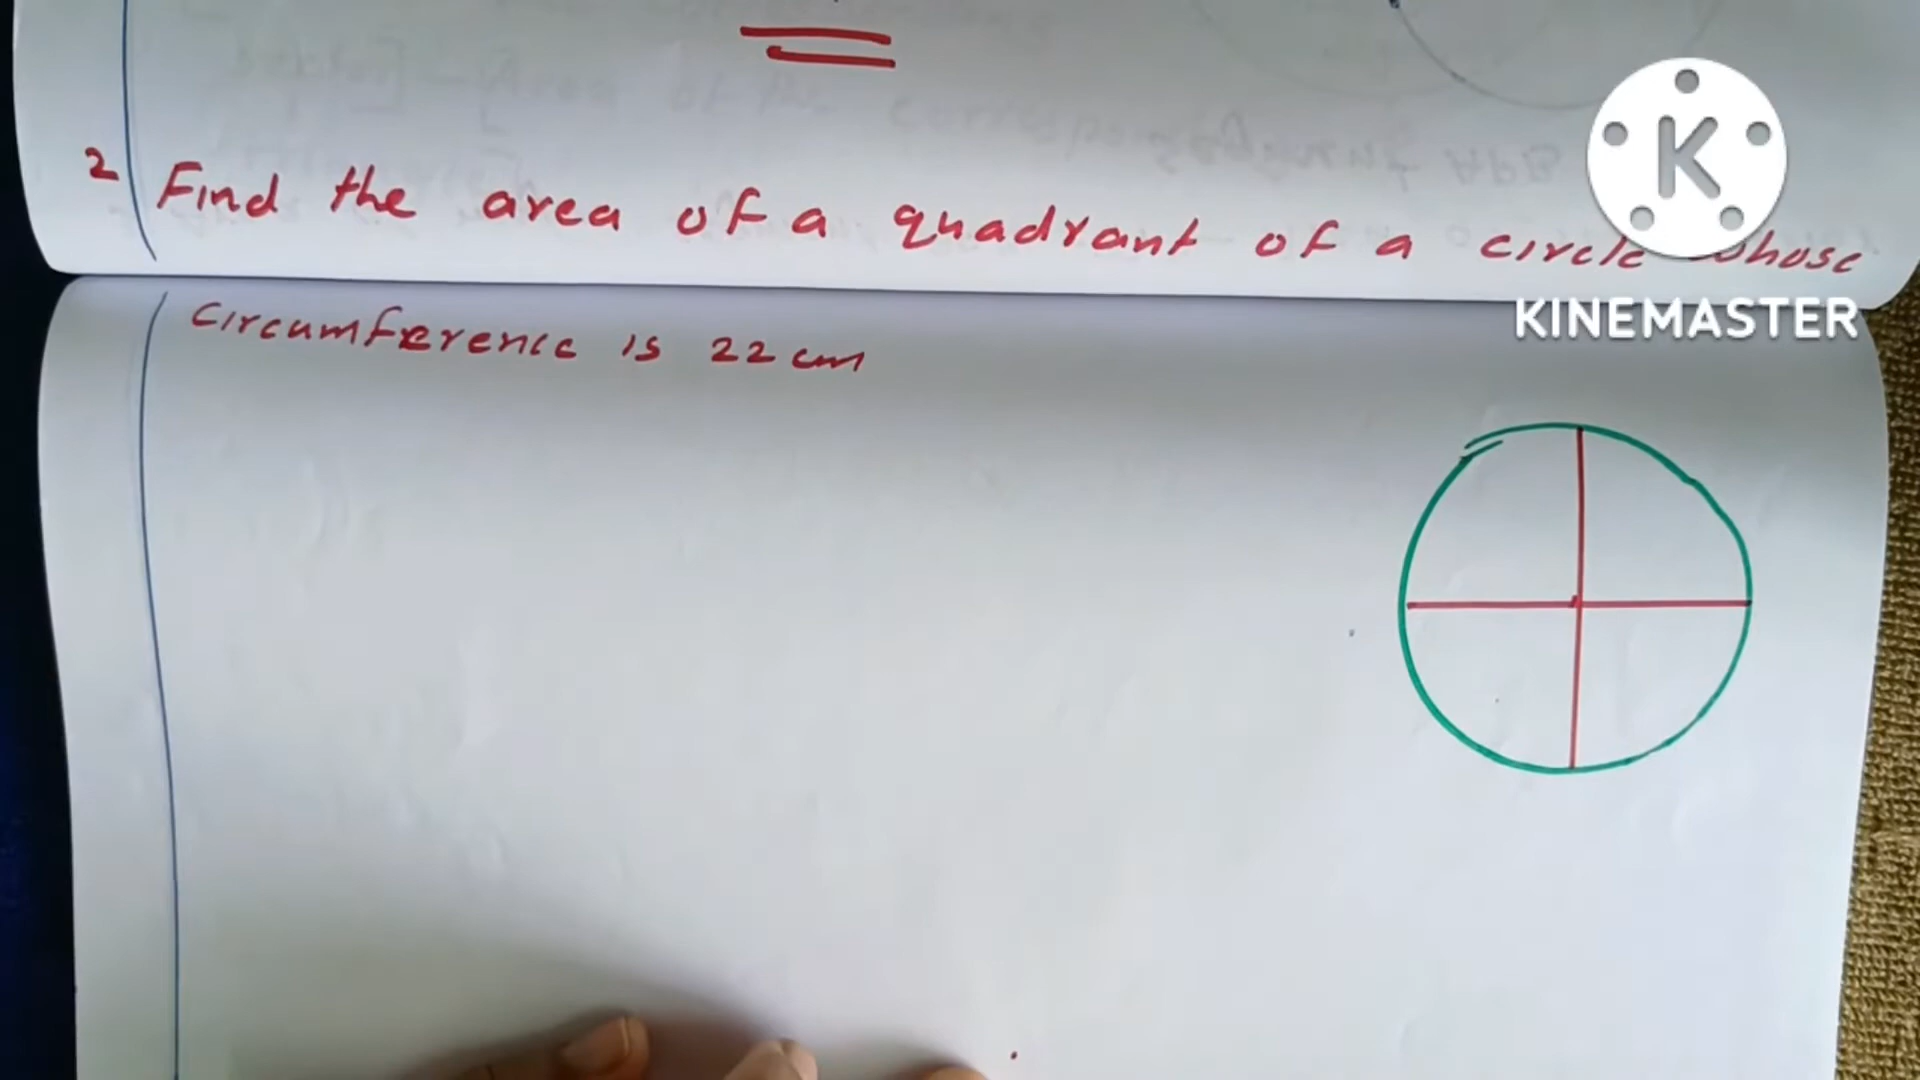 2 Find the area of a quadrant of a circle whose
circumference is 22 cm
K
KINEMASTER